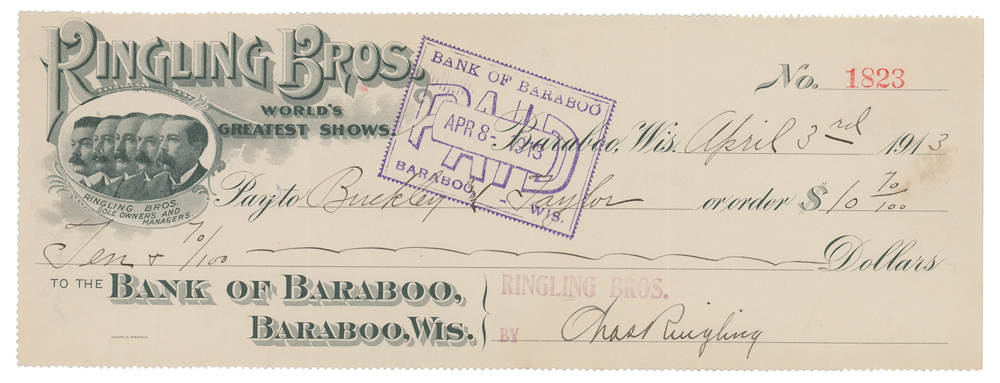 RINGLING BROS.
WORLD'S
GREATEST SHOWS.
RINGLING BROS.
SOLE OWNERS AND
MANAGERS.
No. 1823
BANK OF BARABOO
PAID
APR 8 - 1913
BARABOO, WIS.
Baraboo, Wis. April 3rd 1913
Pay to Buckley & Taylor or order $10 70/100
Ten & 70/100 Dollars
TO THE BANK OF BARABOO,
BARABOO, WIS.
RINGLING BROS.
BY Chas Ringling